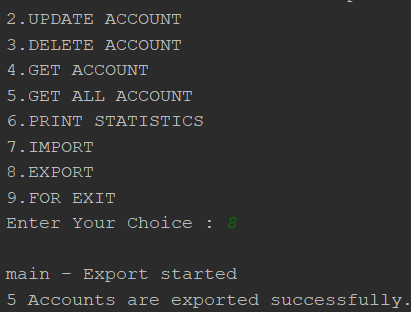 2.UPDATE ACCOUNT
3.DELETE ACCOUNT
4.GET ACCOUNT
5.GET ALL ACCOUNT
6.PRINT STATISTICS
7.IMPORT
8.EXPORT
9.FOR EXIT
Enter Your Choice : 8
main - Export started
5 Accounts are exported successfully.